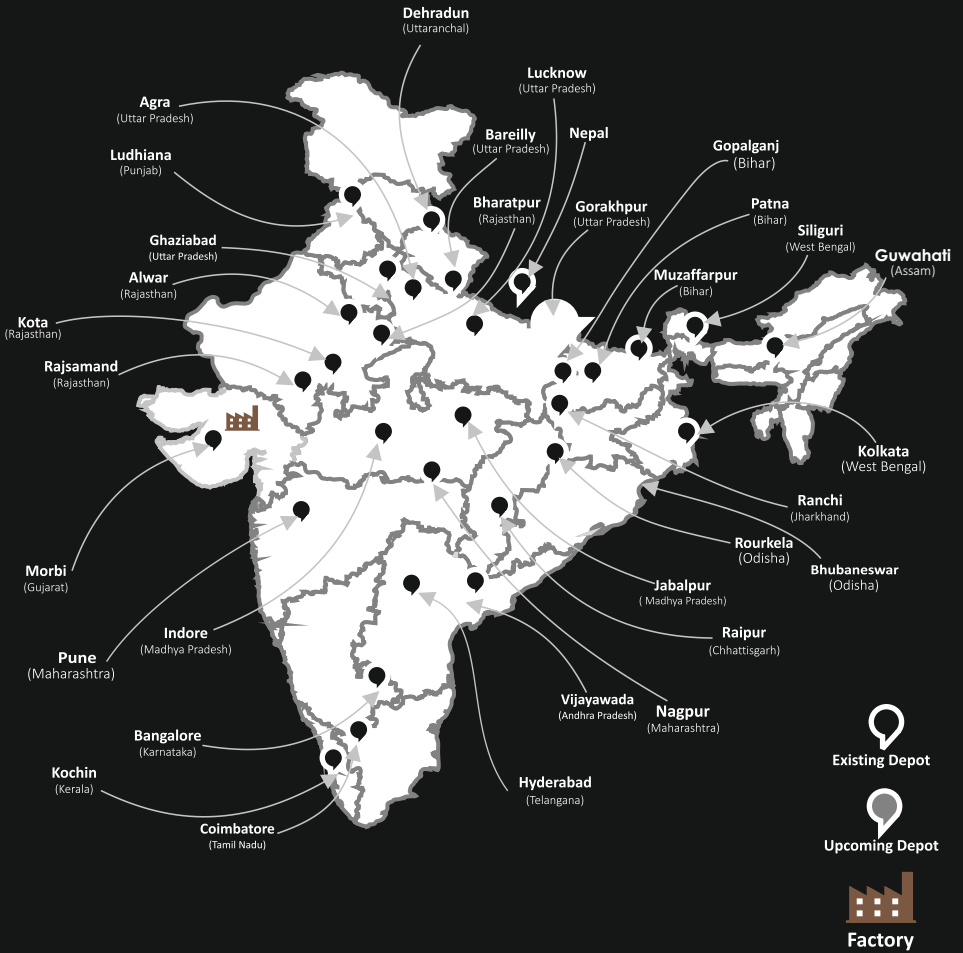 Dehradun
(Uttaranchal)
Lucknow
(Uttar Pradesh)
Agra
(Uttar Pradesh)
Bareilly
(Uttar Pradesh)
Nepal
Gopalganj
(Bihar)
Ludhiana
(Punjab)
Bharatpur
(Rajasthan)
Gorakhpur
(Uttar Pradesh)
Patna
(Bihar)
Siliguri
(West Bengal)
Ghaziabad
(Uttar Pradesh)
Guwahati
(Assam)
Alwar
(Rajasthan)
Muzaffarpur
(Bihar)
Kota
(Rajasthan)
Rajsamand
(Rajasthan)
Kolkata
(West Bengal)
Ranchi
(Jharkhand)
Rourkela
(Odisha)
Bhubaneswar
(Odisha)
Morbi
(Gujarat)
Jabalpur
( Madhya Pradesh)
Indore
(Madhya Pradesh)
Raipur
(Chhattisgarh)
Pune
(Maharashtra)
Vijayawada
(Andhra Pradesh)
Nagpur
(Maharashtra)
Bangalore
(Karnataka)
Existing Depot
Kochin
(Kerala)
Hyderabad
(Telangana)
Coimbatore
(Tamil Nadu)
Upcoming Depot
Factory